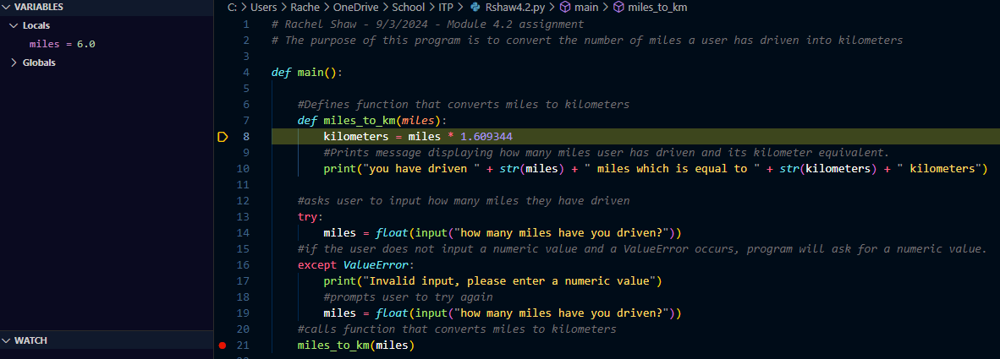 VARIABLES
Locals
miles = 6.0
Globals
WATCH
C: > Users > Rache > OneDrive > School > ITP > Rshaw4.2.py > main > miles_to_km
1 # Rachel Shaw - 9/3/2024 - Module 4.2 assignment
2 # The purpose of this program is to convert the number of miles a user has driven into kilometers
3
4 def main():
5
6 #Defines function that converts miles to kilometers
7 def miles_to_km(miles):
8 kilometers = miles * 1.609344
9 #Prints message displaying how many miles user has driven and its kilometer equivalent.
10 print("you have driven " + str(miles) + " miles which is equal to " + str(kilometers) + " kilometers")
11
12 #asks user to input how many miles they have driven
13 try:
14 miles = float(input("how many miles have you driven?"))
15 #if the user does not input a numeric value and a ValueError occurs, program will ask for a numeric value.
16 except ValueError:
17 print("Invalid input, please enter a numeric value")
18 #prompts user to try again
19 miles = float(input("how many miles have you driven?"))
20 #calls function that converts miles to kilometers
21 miles_to_km(miles)